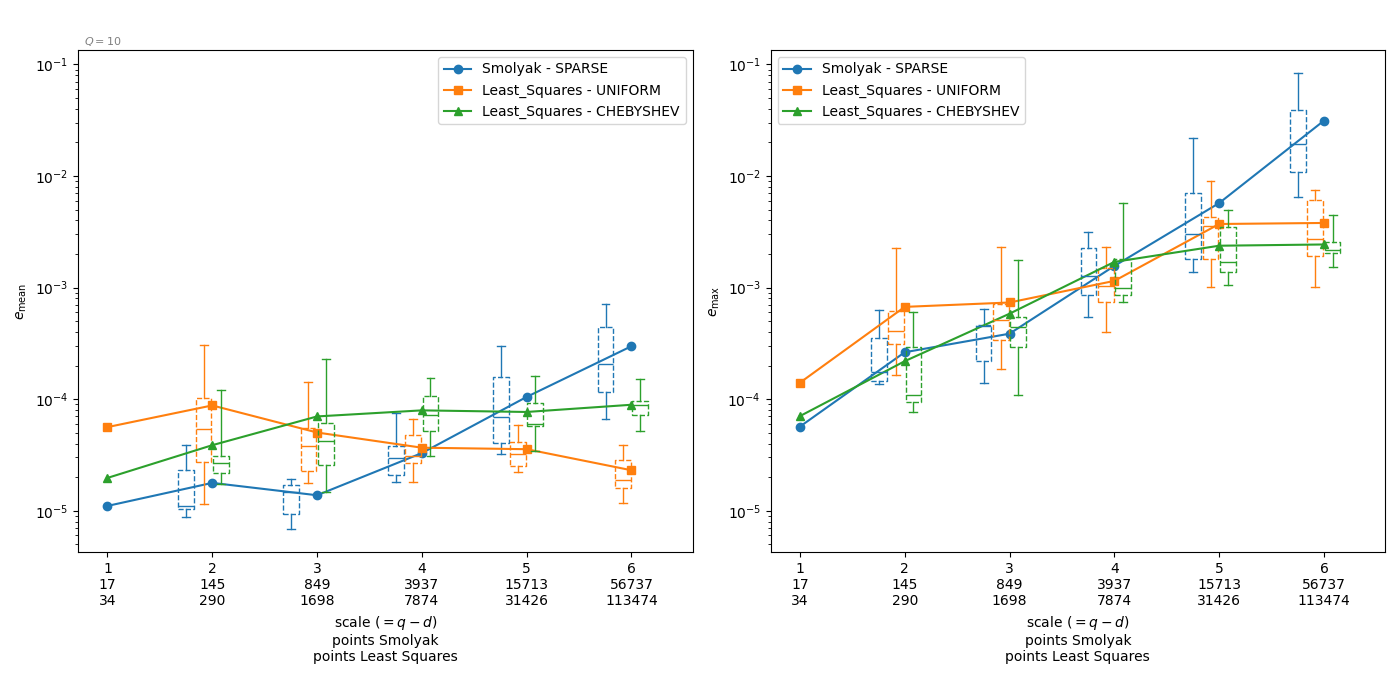 Q = 10
10⁻¹
10⁻²
10⁻³
10⁻⁴
10⁻⁵
e_mean
Smolyak - SPARSE
Least_Squares - UNIFORM
Least_Squares - CHEBYSHEV
1 2 3 4 5 6
17 145 849 3937 15713 56737
34 290 1698 7874 31426 113474
scale (= q − d)
points Smolyak
points Least Squares
10⁻¹
10⁻²
10⁻³
10⁻⁴
10⁻⁵
e_max
Smolyak - SPARSE
Least_Squares - UNIFORM
Least_Squares - CHEBYSHEV
1 2 3 4 5 6
17 145 849 3937 15713 56737
34 290 1698 7874 31426 113474
scale (= q − d)
points Smolyak
points Least Squares